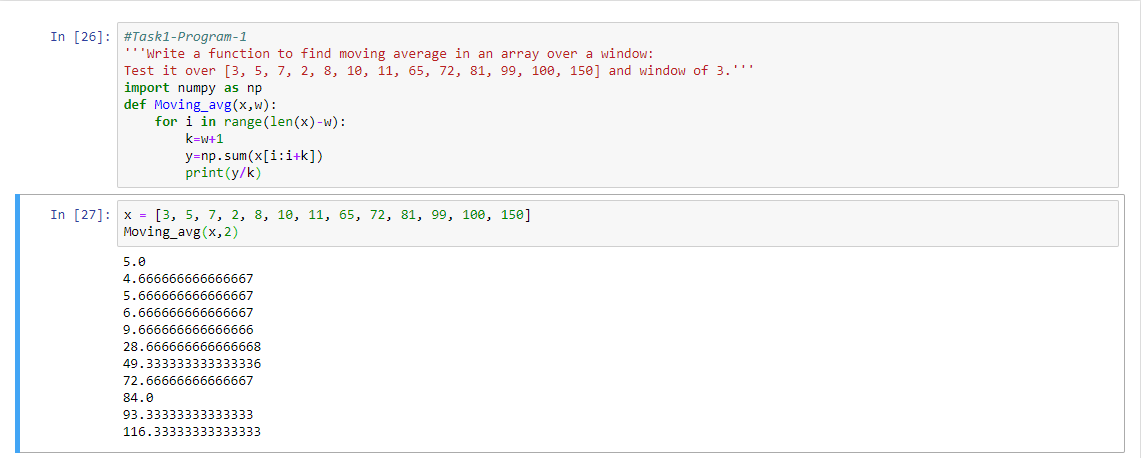 In [26]: #Task1-Program-1
'''Write a function to find moving average in an array over a window:
Test it over [3, 5, 7, 2, 8, 10, 11, 65, 72, 81, 99, 100, 150] and window of 3.'''
import numpy as np
def Moving_avg(x,w):
    for i in range(len(x)-w):
        k=w+1
        y=np.sum(x[i:i+k])
        print(y/k)
In [27]: x = [3, 5, 7, 2, 8, 10, 11, 65, 72, 81, 99, 100, 150]
Moving_avg(x,2)
5.0
4.666666666666667
5.666666666666667
6.666666666666667
9.666666666666666
28.666666666666668
49.333333333333336
72.66666666666667
84.0
93.33333333333333
116.33333333333333